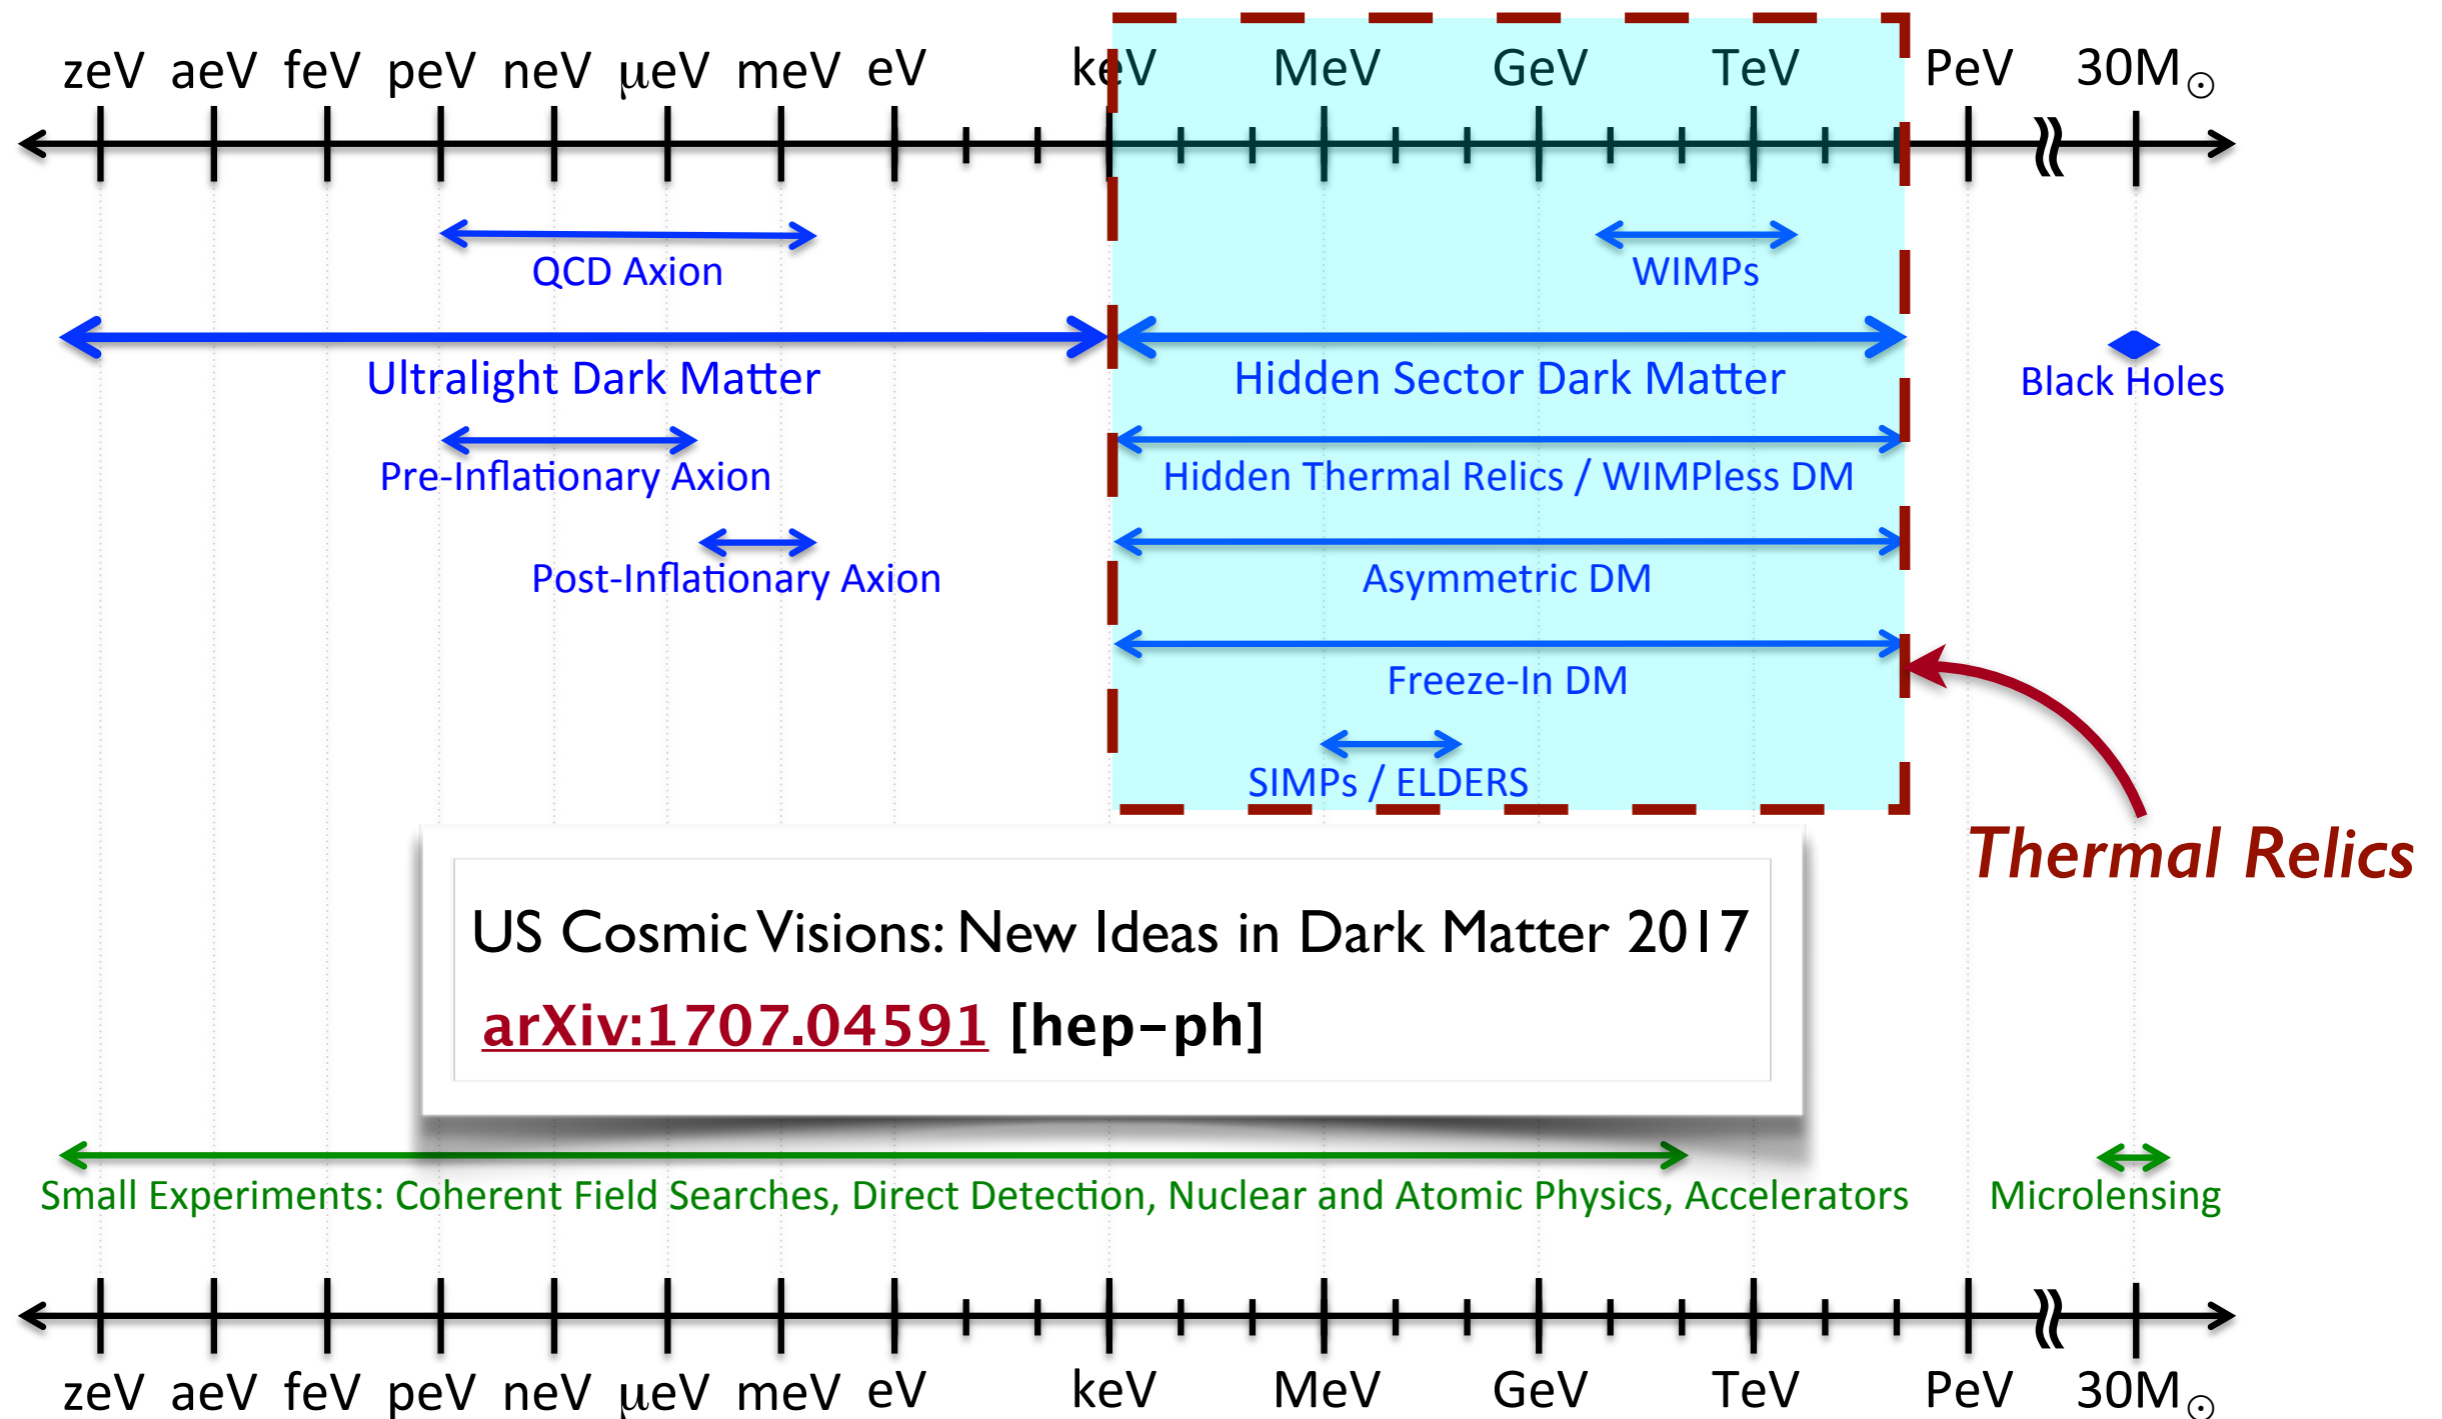 zeV aeV feV peV neV μeV meV eV keV MeV GeV TeV PeV 30M☉
QCD Axion
WIMPs
Ultralight Dark Matter
Hidden Sector Dark Matter
Black Holes
Pre-Inflationary Axion
Hidden Thermal Relics / WIMPless DM
Post-Inflationary Axion
Asymmetric DM
Freeze-In DM
SIMPs / ELDERS
Thermal Relics
US Cosmic Visions: New Ideas in Dark Matter 2017
arXiv:1707.04591 [hep-ph]
Small Experiments: Coherent Field Searches, Direct Detection, Nuclear and Atomic Physics, Accelerators
Microlensing
zeV aeV feV peV neV μeV meV eV keV MeV GeV TeV PeV 30M☉